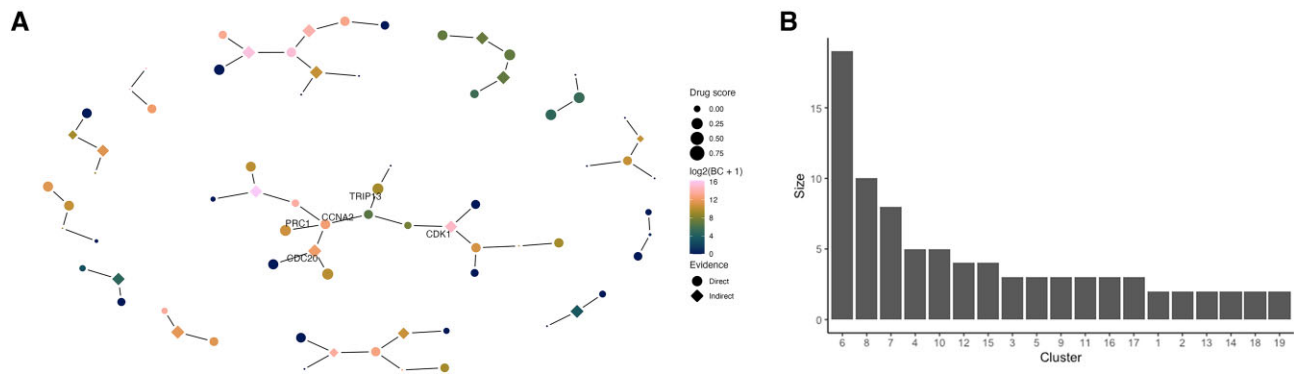 A
B
TRIP13
CCNA2
PRC1
CDK1
CDC20
Drug score
0.00
0.25
0.50
0.75
log2(BC + 1)
16
12
8
4
0
Evidence
Direct
Indirect
Size
15
10
5
0
6 8 7 4 10 12 15 3 5 9 11 16 17 1 2 13 14 18 19
Cluster